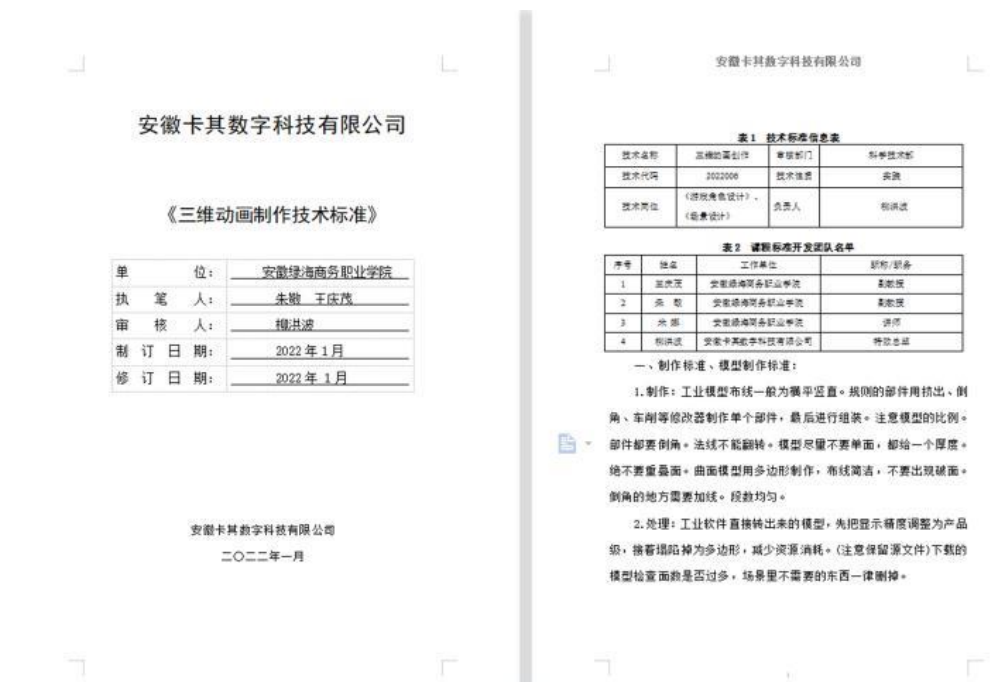 安徽卡其数字科技有限公司
《三维动画制作技术标准》
单位： 安徽绿海商务职业学院
执笔人： 朱敏 王庆茂
审核人： 柳洪波
制订日期： 2022年1月
修订日期： 2022年1月
安徽卡其数字科技有限公司
二〇二二年一月
安徽卡其数字科技有限公司
表1 技术标准信息表
技术名称 三维动画创作 审核部门 科学技术部
技术代码 2022006 技术性质 实践
技术岗位 （游戏角色设计）、 负责人 柳洪波
（场景设计）
表2 课程标准开发团队名单
序号 姓名 工作单位 职称/职务
1 王庆茂 安徽绿海商务职业学院 副教授
2 朱敏 安徽绿海商务职业学院 副教授
3 米娜 安徽绿海商务职业学院 讲师
4 柳洪波 安徽卡其数字科技有限公司 特效总监
一、制作标准、模型制作标准：
1.制作：工业模型布线一般为横平竖直。规则的部件用挤出、倒
角、车削等修改器制作单个部件，最后进行组装。注意模型的比例。
部件都要倒角。法线不能翻转。模型尽量不要单面，都给一个厚度。
绝不要重叠面。曲面模型用多边形制作，布线简洁，不要出现破面。
倒角的地方需要加线。段数均匀。
2.处理：工业软件直接转出来的模型，先把显示精度调整为产品
级，接着塌陷掉为多边形，减少资源消耗。(注意保留源文件)下载的
模型检查面数是否过多，场景里不需要的东西一律删掉。